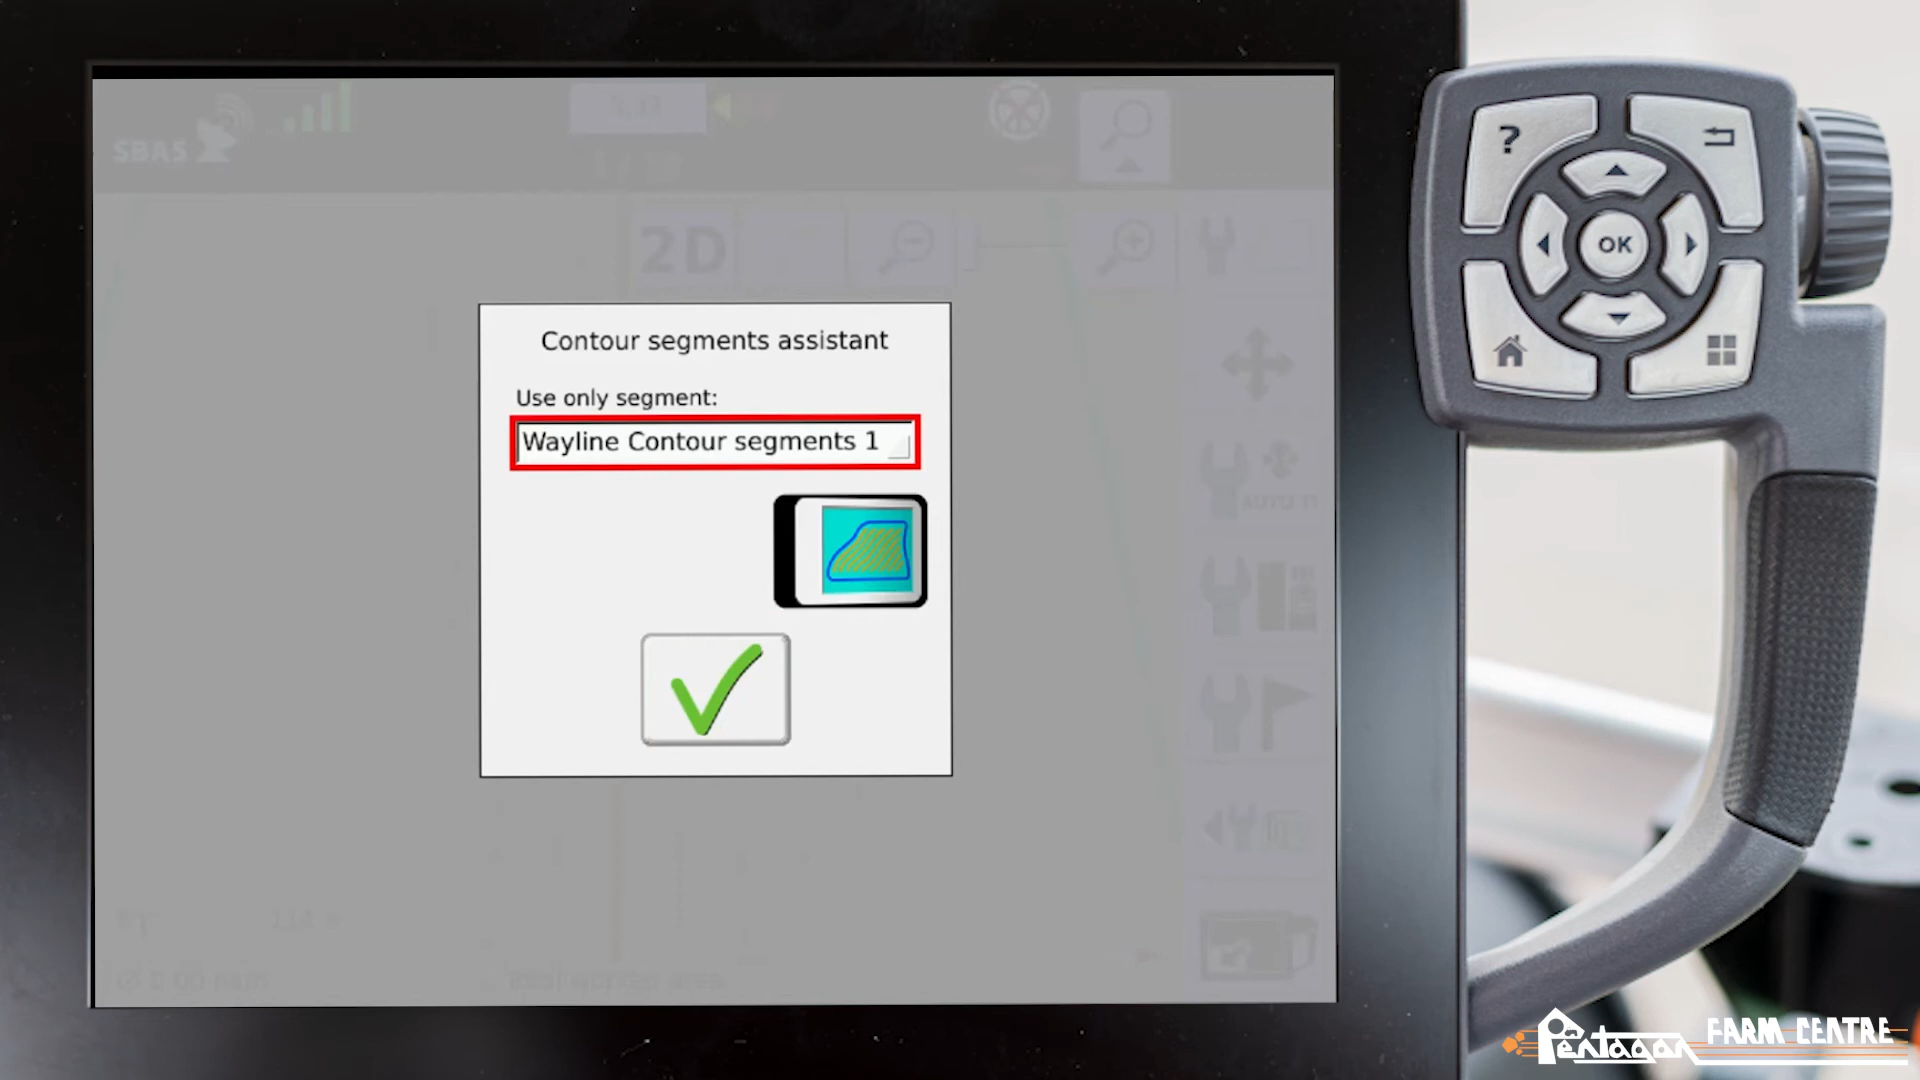 SBAS
2D
?
OK
Contour segments assistant
Use only segment:
Wayline Contour segments 1
Pentagon FARM CENTRE